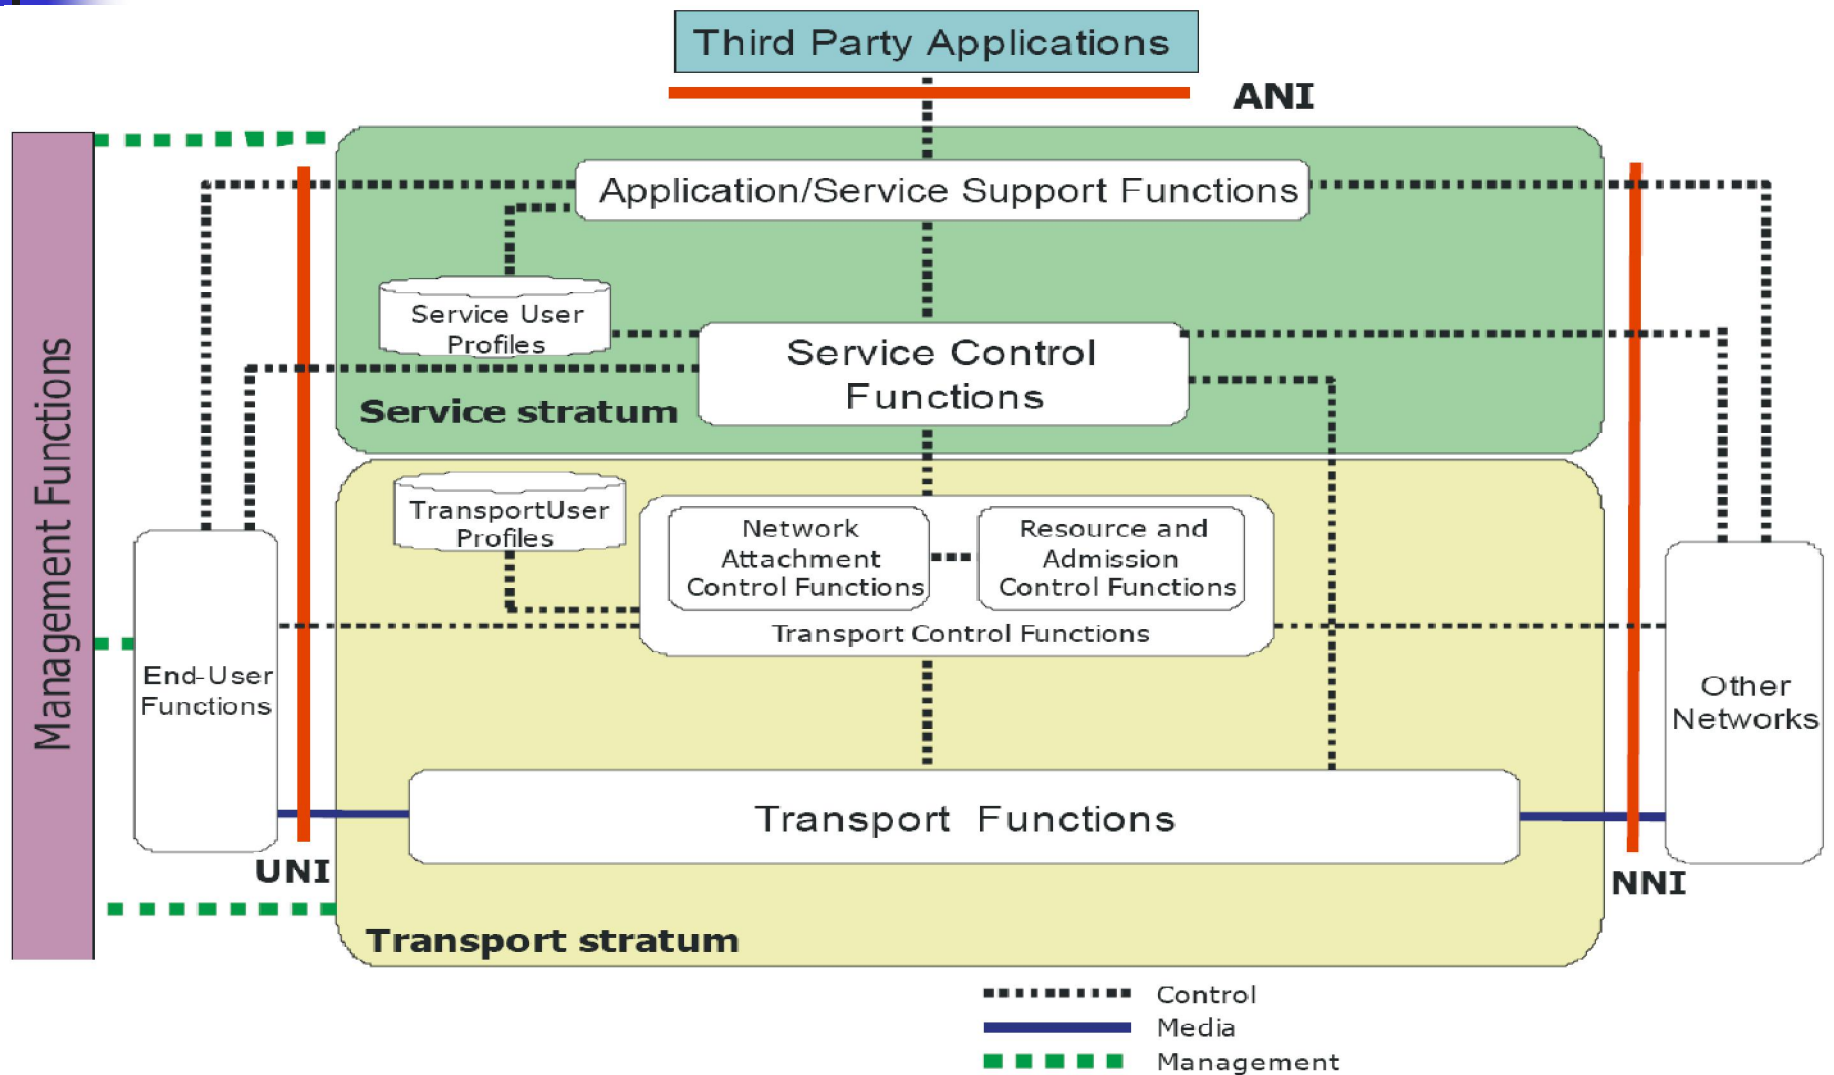 Third Party Applications
ANI
Application/Service Support Functions
Service User
Profiles
Service Control
Functions
Service stratum
Management Functions
TransportUser
Profiles
Network
Attachment
Control Functions
Resource and
Admission
Control Functions
Transport Control Functions
End-User
Functions
Other
Networks
Transport Functions
UNI
NNI
Transport stratum
Control
Media
Management